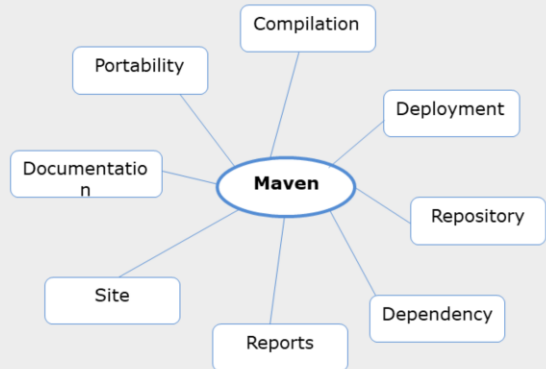 Compilation
Portability
Deployment
Documentatio
n
Maven
Repository
Site
Dependency
Reports